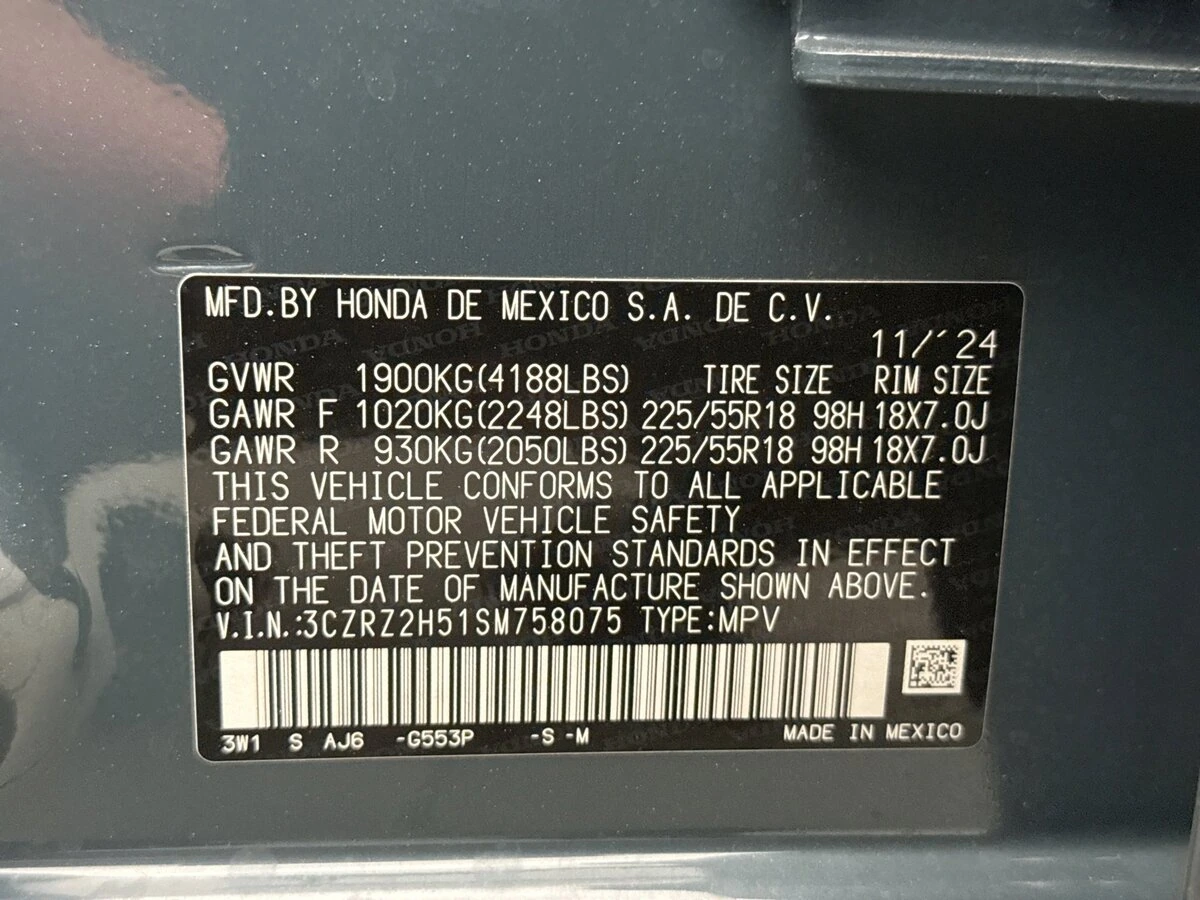 MFD.BY HONDA DE MEXICO S.A. DE C.V.
11/´24
GVWR 1900KG(4188LBS) TIRE SIZE RIM SIZE
GAWR F 1020KG(2248LBS) 225/55R18 98H 18X7.0J
GAWR R 930KG(2050LBS) 225/55R18 98H 18X7.0J
THIS VEHICLE CONFORMS TO ALL APPLICABLE
FEDERAL MOTOR VEHICLE SAFETY
AND THEFT PREVENTION STANDARDS IN EFFECT
ON THE DATE OF MANUFACTURE SHOWN ABOVE.
V.I.N.:3CZRZ2H51SM758075 TYPE:MPV
3W1 S AJ6 -G553P -S -M MADE IN MEXICO